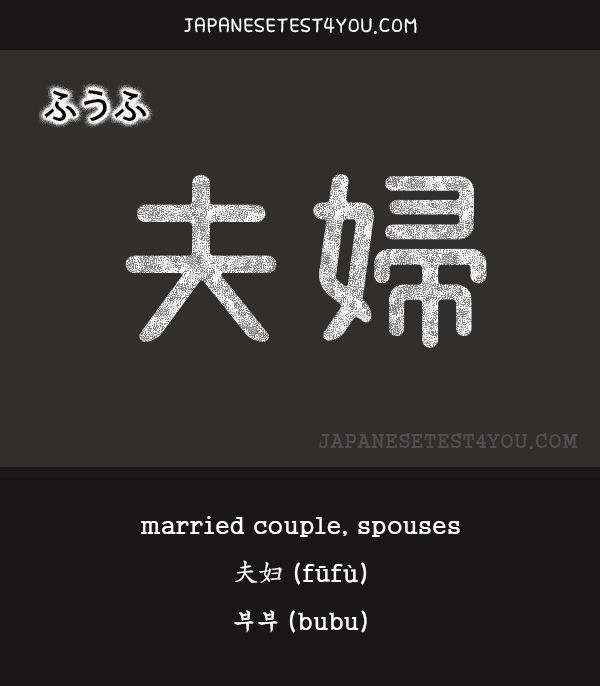 JAPANESETEST4YOU.COM
ふうふ
夫婦
JAPANESETEST4YOU.COM
married couple, spouses
夫妇 (fūfù)
부부 (bubu)